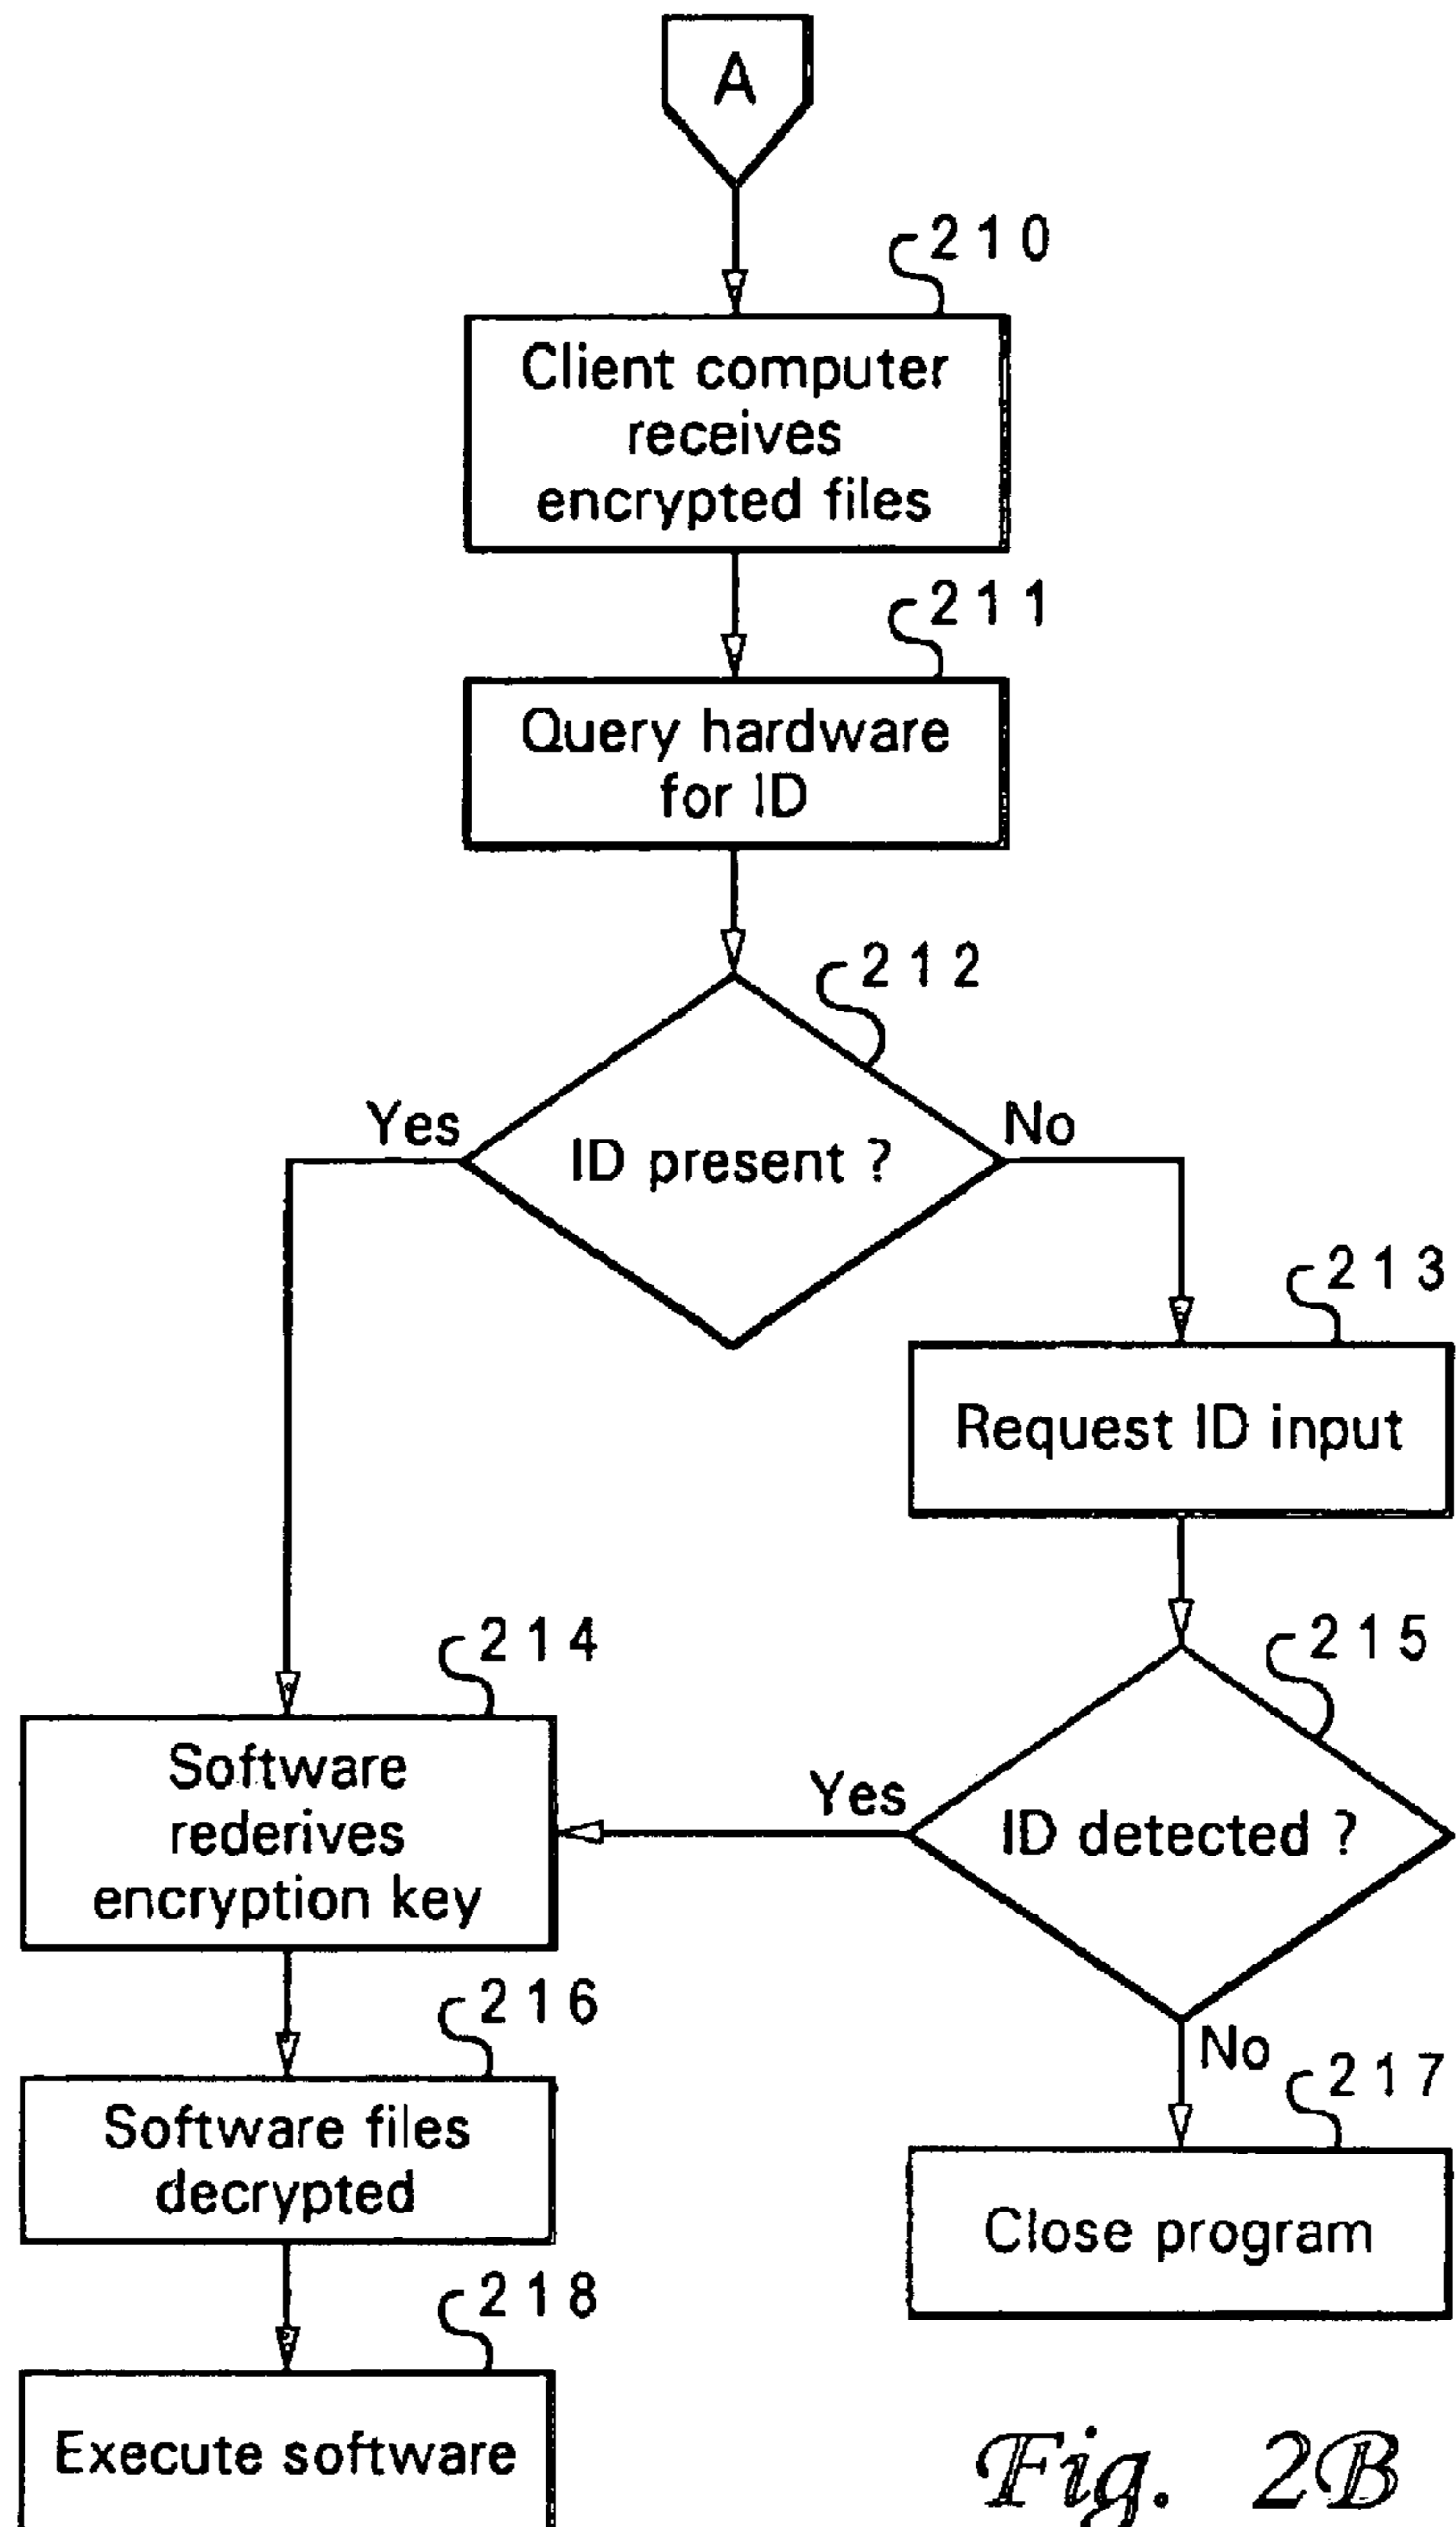 A
210
Client computer
receives
encrypted files
211
Query hardware
for ID
212
Yes
ID present ?
No
213
Request ID input
214
Software
rederives
encryption key
215
Yes
ID detected ?
No
216
Software files
decrypted
217
Close program
218
Execute software
Fig. 2B